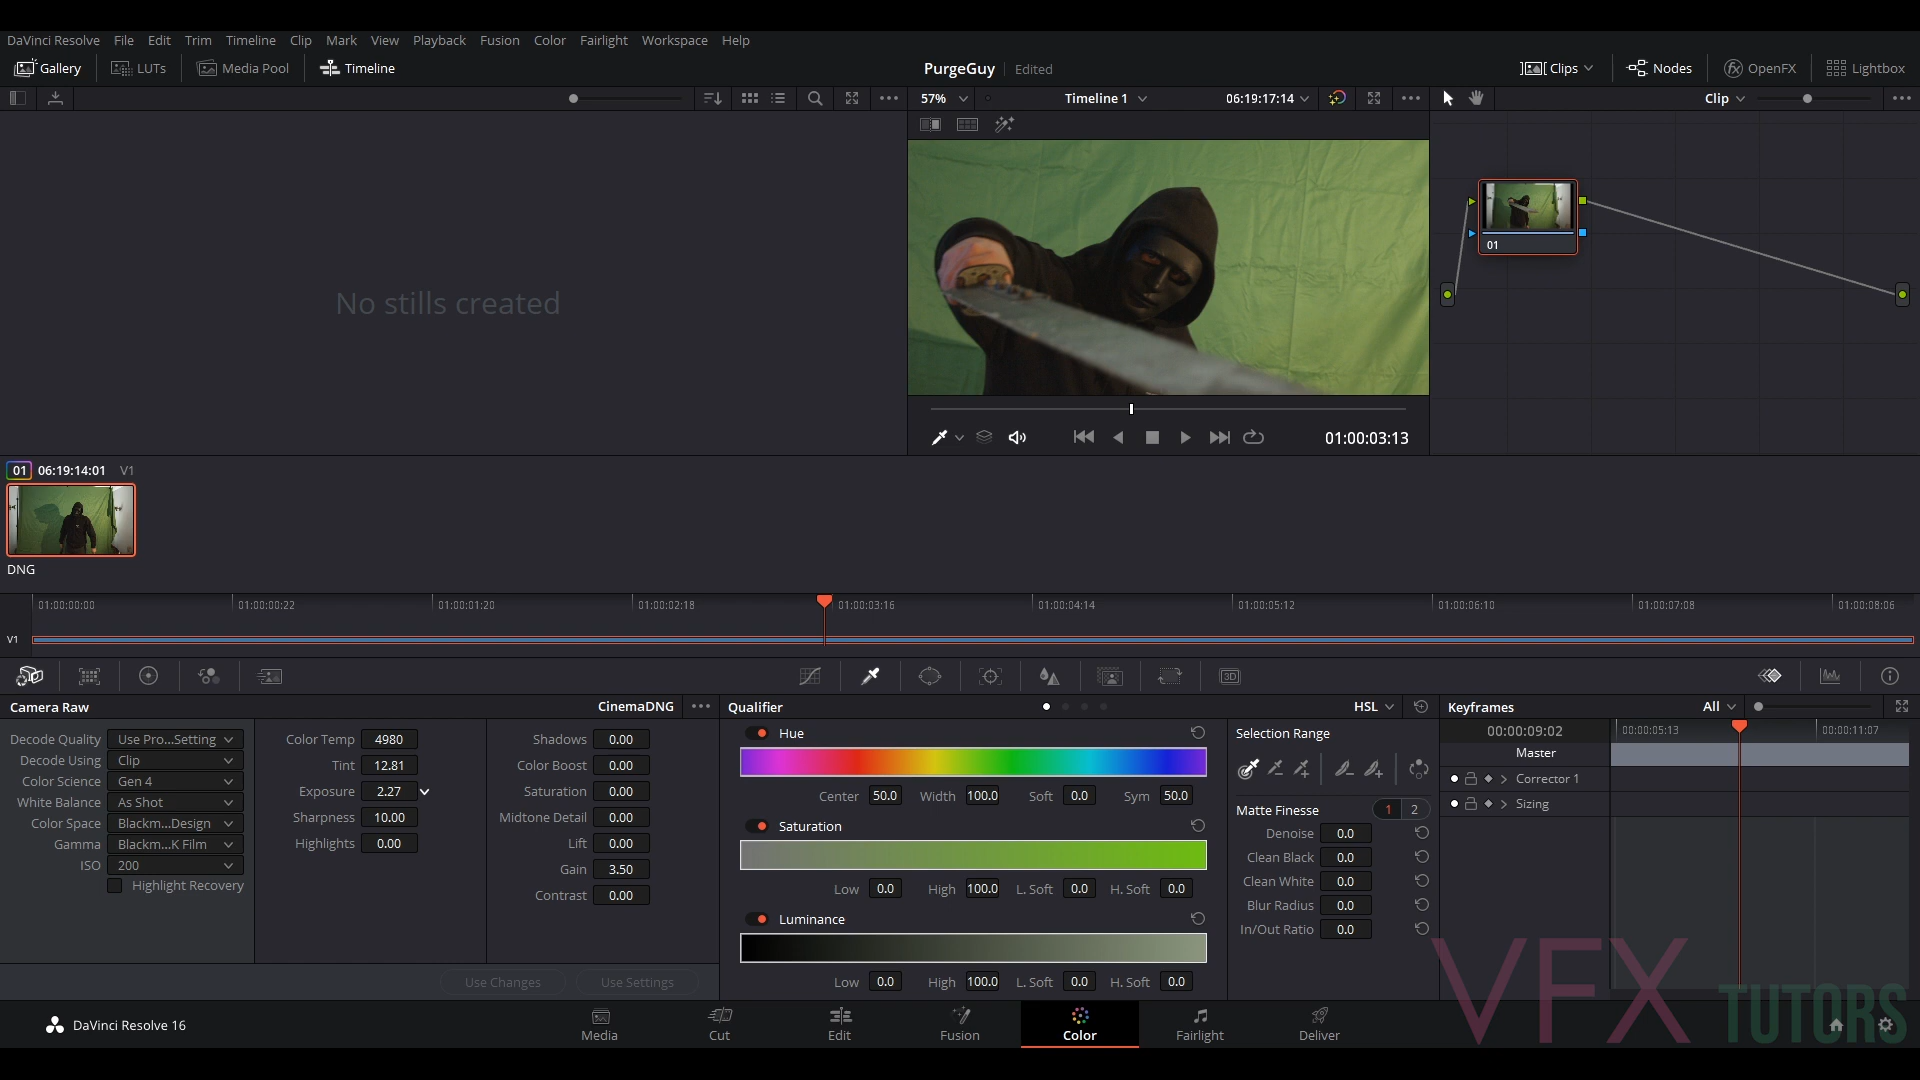 DaVinci Resolve File Edit Trim Timeline Clip Mark View Playback Fusion Color Fairlight Workspace Help
Gallery LUTs Media Pool Timeline PurgeGuy Edited Clips Nodes OpenFX Lightbox
57% Timeline 1 06:19:17:14 Clip
No stills created
01
01:00:03:13
01 06:19:14:01 V1
DNG
01:00:00:00 01:00:00:22 01:00:01:20 01:00:02:18 01:00:03:16 01:00:04:14 01:00:05:12 01:00:06:10 01:00:07:08 01:00:08:06
V1
3D
Camera Raw CinemaDNG
Decode Quality Use Pro...Setting
Decode Using Clip
Color Science Gen 4
White Balance As Shot
Color Space Blackm...Design
Gamma Blackm...K Film
ISO 200
Highlight Recovery
Color Temp 4980
Tint 12.81
Exposure 2.27
Sharpness 10.00
Highlights 0.00
Shadows 0.00
Color Boost 0.00
Saturation 0.00
Midtone Detail 0.00
Lift 0.00
Gain 3.50
Contrast 0.00
Use Changes Use Settings
Qualifier HSL
Hue
Center 50.0 Width 100.0 Soft 0.0 Sym 50.0
Saturation
Low 0.0 High 100.0 L. Soft 0.0 H. Soft 0.0
Luminance
Low 0.0 High 100.0 L. Soft 0.0 H. Soft 0.0
Selection Range
Matte Finesse 1 2
Denoise 0.0
Clean Black 0.0
Clean White 0.0
Blur Radius 0.0
In/Out Ratio 0.0
Keyframes All
00:00:09:02 00:00:05:13 00:00:11:07
Master
Corrector 1
Sizing
VFX
TUTORS
DaVinci Resolve 16
Media Cut Edit Fusion Color Fairlight Deliver